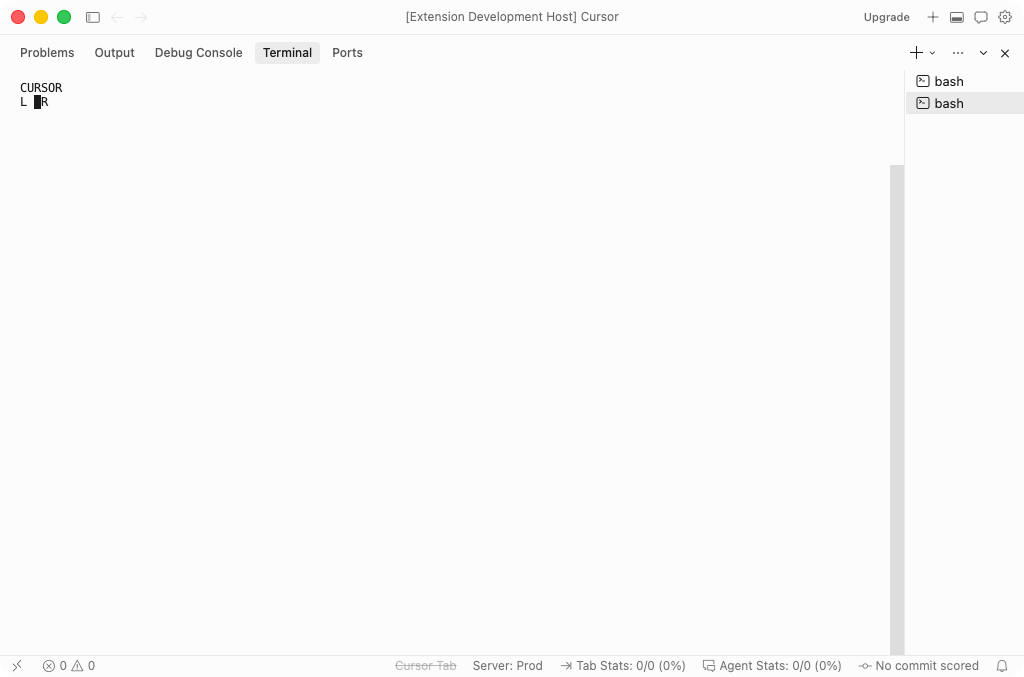 [Extension Development Host] Cursor
Upgrade
Problems Output Debug Console Terminal Ports
CURSOR
L R
bash
bash
0 0 Cursor Tab Server: Prod Tab Stats: 0/0 (0%) Agent Stats: 0/0 (0%) No commit scored